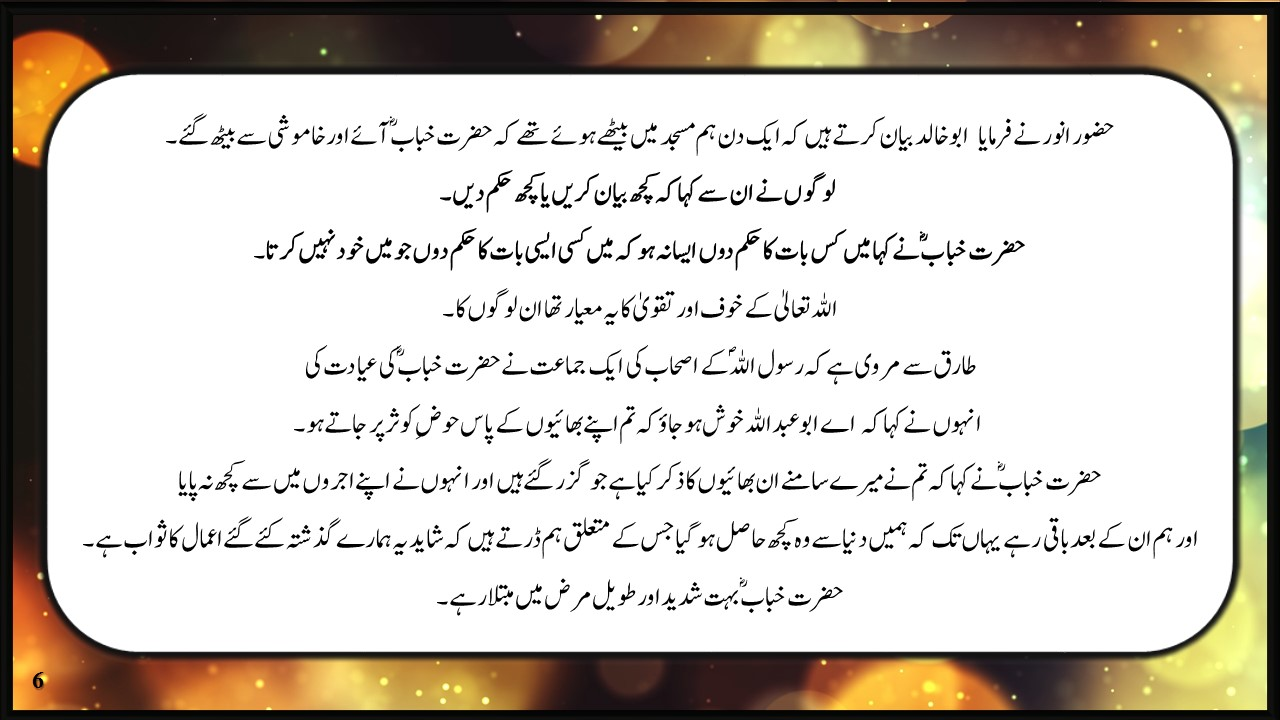 حضور انور نے فرمایا ابوخالد بیان کرتے ہیں کہ ایک دن ہم مسجد میں بیٹھے ہوئے تھے کہ حضرت خبابؓ آئے اور خاموشی سے بیٹھ گئے۔
لوگوں نے ان سے کہا کہ کچھ بیان کریں یا کچھ حکم دیں۔
حضرت خبابؓ نے کہا میں کس بات کا حکم دوں ایسا نہ ہو کہ میں کسی ایسی بات کا حکم دوں جو میں خود نہیں کرتا۔
اللہ تعالیٰ کے خوف اور تقویٰ کا یہ معیار تھا ان لوگوں کا۔
طارق سے مروی ہے کہ رسول اللہؐ کے اصحاب کی ایک جماعت نے حضرت خبابؓ کی عیادت کی
انہوں نے کہا کہ اے ابوعبد اللہ خوش ہو جاؤ کہ تم اپنے بھائیوں کے پاس حوضِ کوثر پر جاتے ہو۔
حضرت خبابؓ نے کہا کہ تم نے میرے سامنے ان بھائیوں کا ذکر کیا ہے جو گزر گئے ہیں اور انہوں نے اپنے اجروں میں سے کچھ نہ پایا
اور ہم ان کے بعد باقی رہے یہاں تک کہ ہمیں دنیا سے وہ کچھ حاصل ہو گیا جس کے متعلق ہم ڈرتے ہیں کہ شاید یہ ہمارے گذشتہ کئے گئے اعمال کا ثواب ہے۔
حضرت خبابؓ بہت شدید اور طویل مرض میں مبتلا رہے۔
6